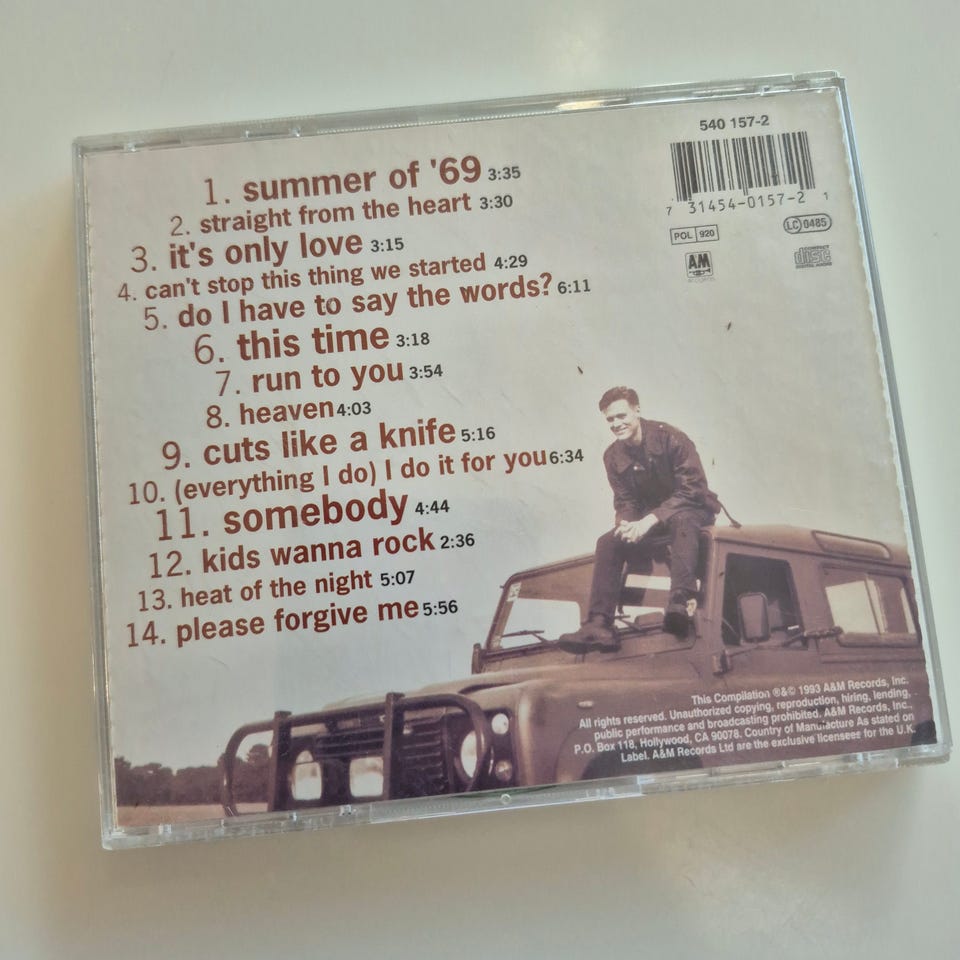 540 157-2
7 31454-0157-2 1
POL 920
LC 0485
AM
COMPACT
disc
DIGITAL AUDIO
1. summer of '69 3:35
2. straight from the heart 3:30
3. it's only love 3:15
4. can't stop this thing we started 4:29
5. do I have to say the words? 6:11
6. this time 3:18
7. run to you 3:54
8. heaven 4:03
9. cuts like a knife 5:16
10. (everything I do) I do it for you 6:34
11. somebody 4:44
12. kids wanna rock 2:36
13. heat of the night 5:07
14. please forgive me 5:56
This Compilation ℗&© 1993 A&M Records, Inc.
All rights reserved. Unauthorized copying, reproduction, hiring, lending,
public performance and broadcasting prohibited. A&M Records, Inc.,
P.O. Box 118, Hollywood, CA 90078. Country of Manufacture As stated on
Label. A&M Records Ltd are the exclusive licenseer for the U.K.